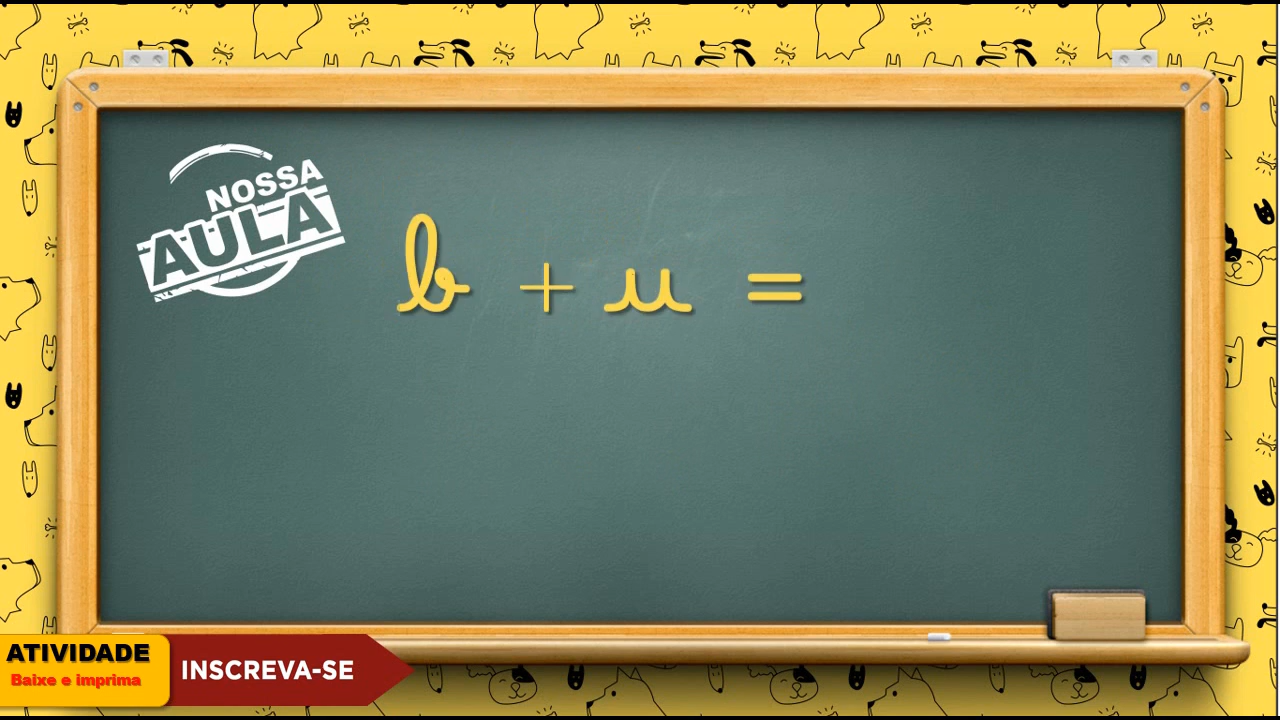 NOSSA
AULA
b + u =
ATIVIDADE
Baixe e imprima
INSCREVA-SE